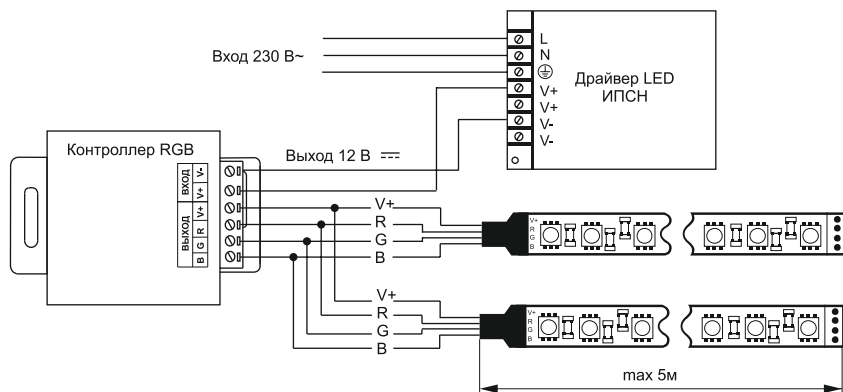 Вход 230 В~
L
N
V+
V+
V-
V-
Драйвер LED
ИПСН
Контроллер RGB
Выход 12 В
ВХОД
V-
V+
ВЫХОД
V+
R
G
B
V+
R
G
B
V+
R
G
B
V+
R
G
B
V+
R
G
B
max 5м